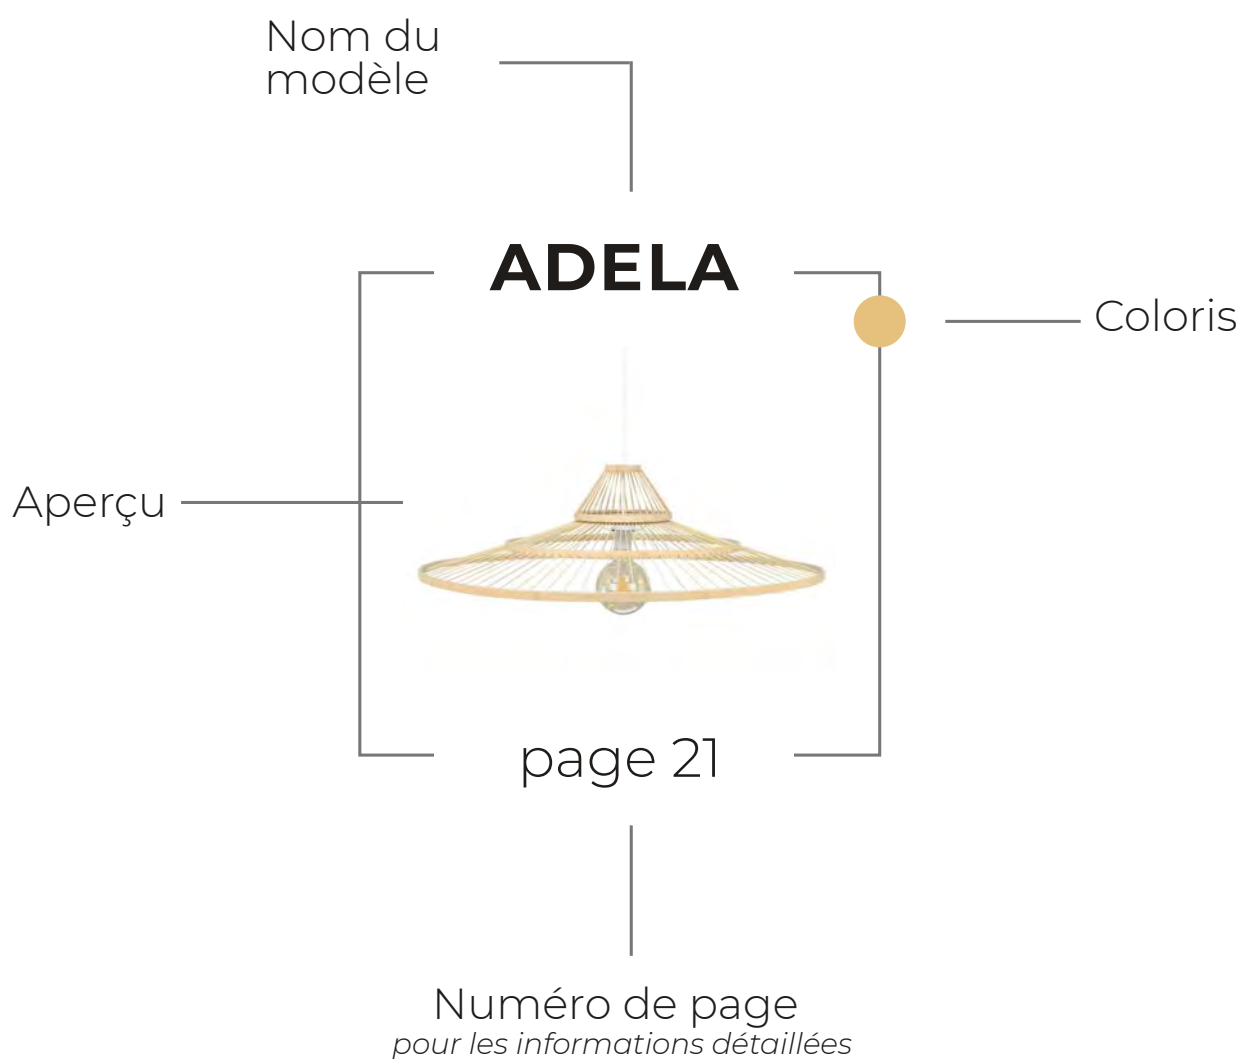 Nom du
modèle
ADELA
Coloris
Aperçu
page 21
Numéro de page
pour les informations détaillées